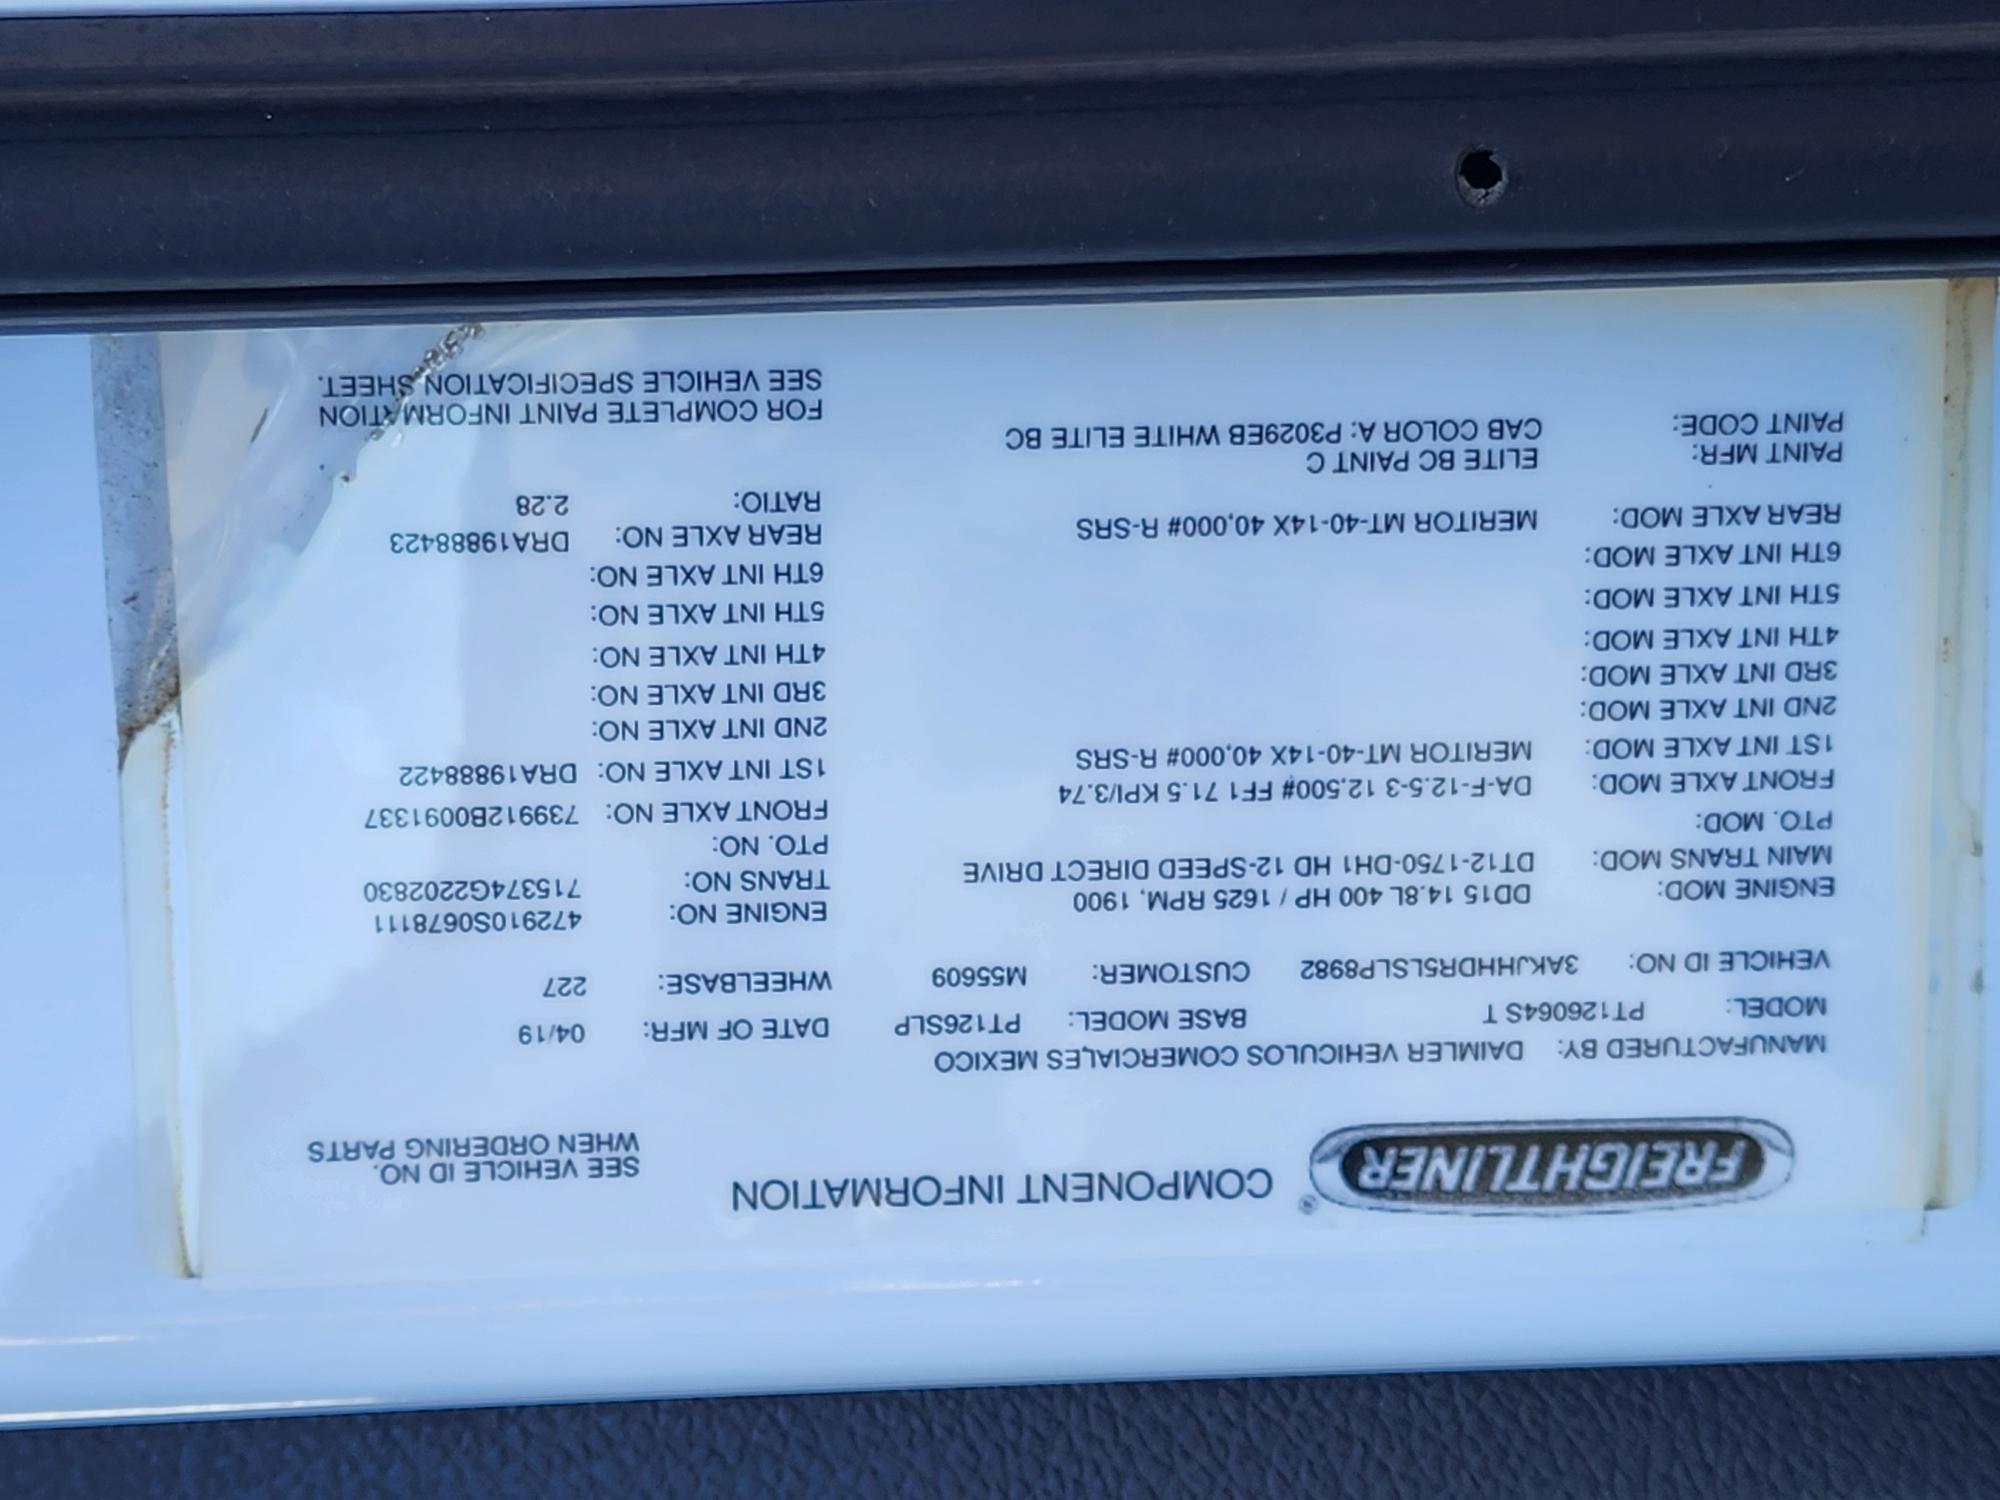 FREIGHTLINER® COMPONENT INFORMATION
SEE VEHICLE ID NO.
WHEN ORDERING PARTS
MANUFACTURED BY: DAIMLER VEHICULOS COMERCIALES MEXICO
MODEL: PT126064S T BASE MODEL: PT126SLP DATE OF MFR: 04/19
VEHICLE ID NO: 3AKJHHDR5LSLP8982 CUSTOMER: M55609 WHEELBASE: 227
ENGINE MOD: DD15 14.8L 400 HP / 1625 RPM, 1900 ENGINE NO: 472910S0678111
MAIN TRANS MOD: DT12-1750-DH1 HD 12-SPEED DIRECT DRIVE TRANS NO: 715374G2202830
PTO. MOD: PTO. NO:
FRONT AXLE MOD: DA-F-12.5-3 12,500# FF1 71.5 KPI/3.74 FRONT AXLE NO: 739912B0091337
1ST INT AXLE MOD: MERITOR MT-40-14X 40,000# R-SRS 1ST INT AXLE NO: DRA19888422
2ND INT AXLE MOD: 2ND INT AXLE NO:
3RD INT AXLE MOD: 3RD INT AXLE NO:
4TH INT AXLE MOD: 4TH INT AXLE NO:
5TH INT AXLE MOD: 5TH INT AXLE NO:
6TH INT AXLE MOD: 6TH INT AXLE NO:
REAR AXLE MOD: MERITOR MT-40-14X 40,000# R-SRS REAR AXLE NO: DRA19888423
RATIO: 2.28
PAINT MFR: ELITE BC PAINT C
PAINT CODE: CAB COLOR A: P3029EB WHITE ELITE BC
FOR COMPLETE PAINT INFORMATION
SEE VEHICLE SPECIFICATION SHEET.